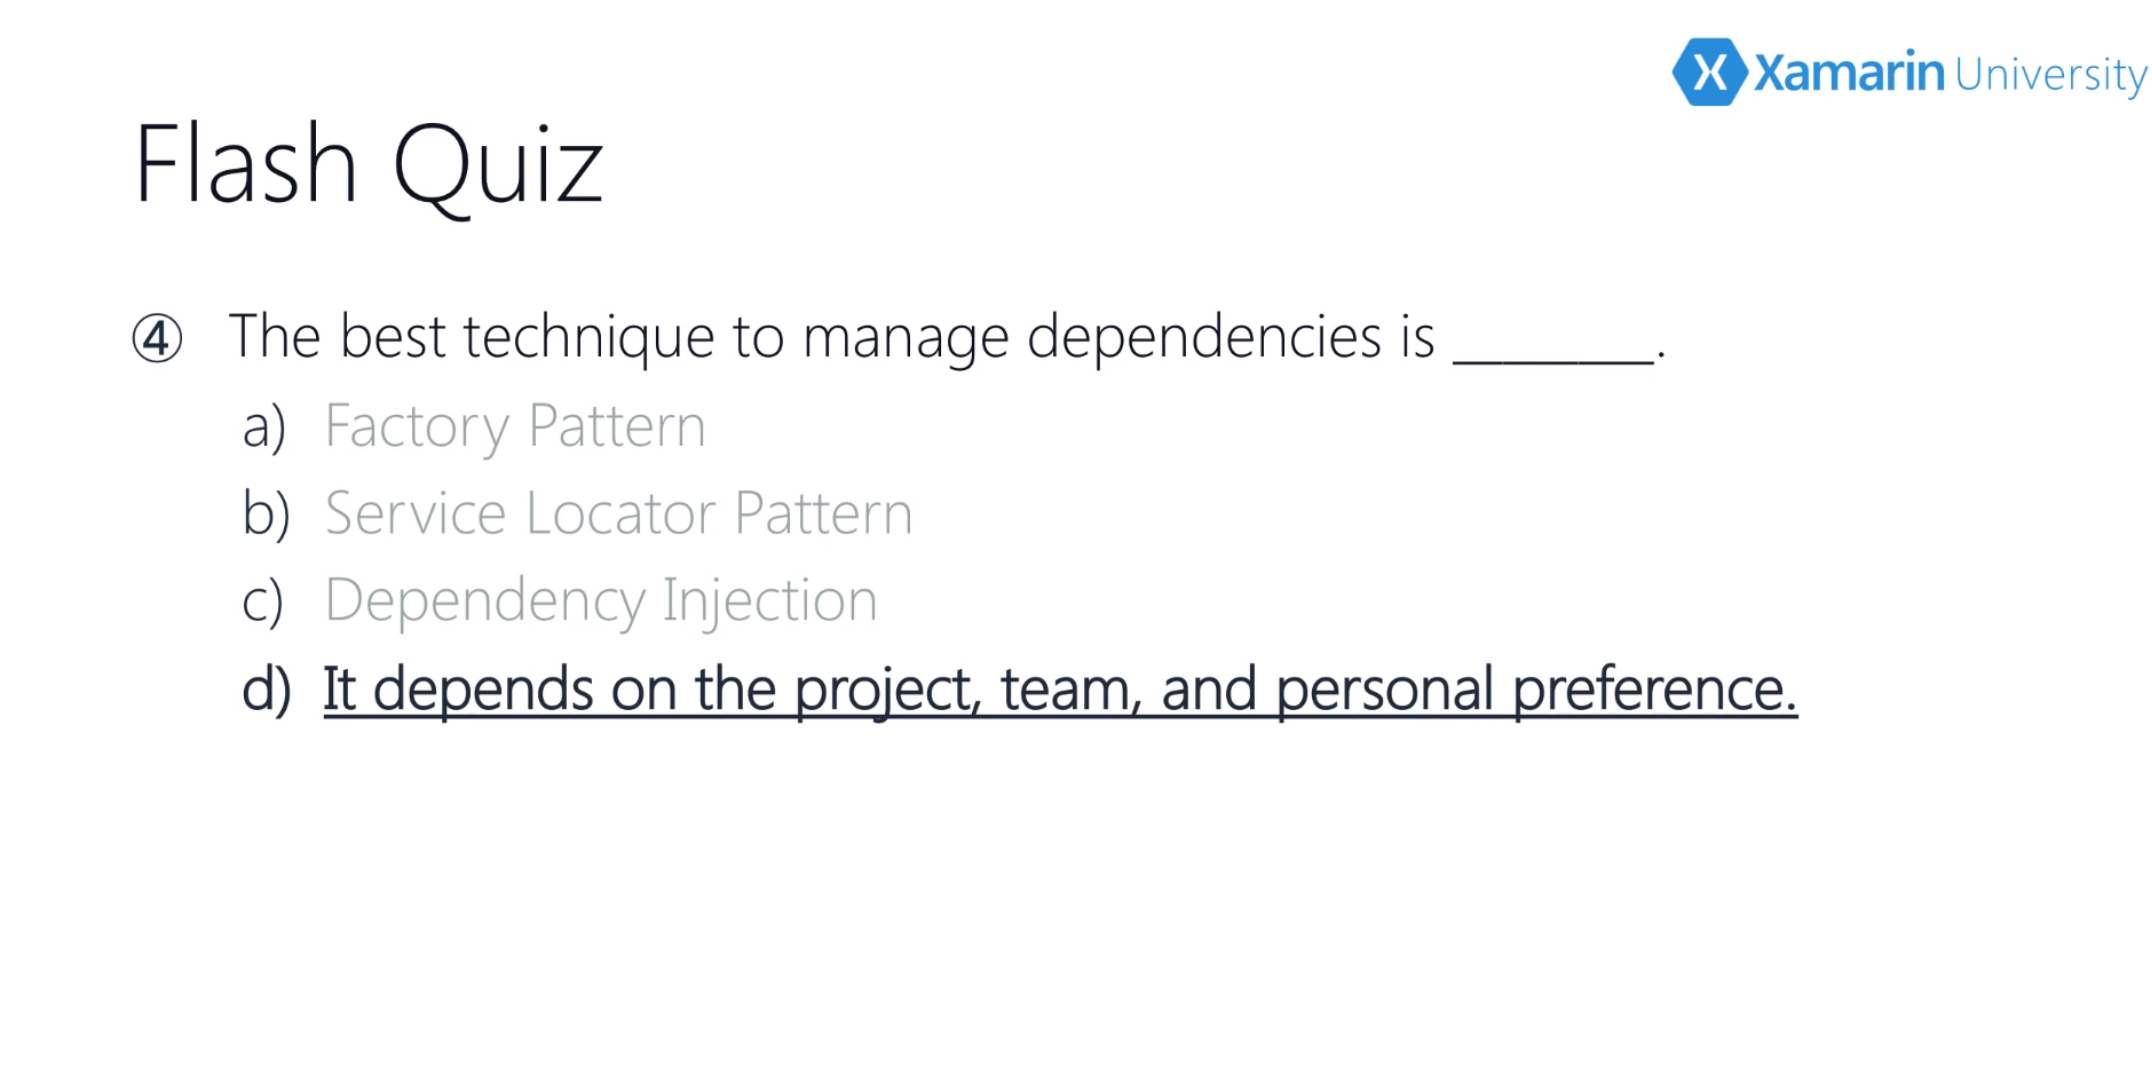 Xamarin University
Flash Quiz
④ The best technique to manage dependencies is ________.
a) Factory Pattern
b) Service Locator Pattern
c) Dependency Injection
d) It depends on the project, team, and personal preference.